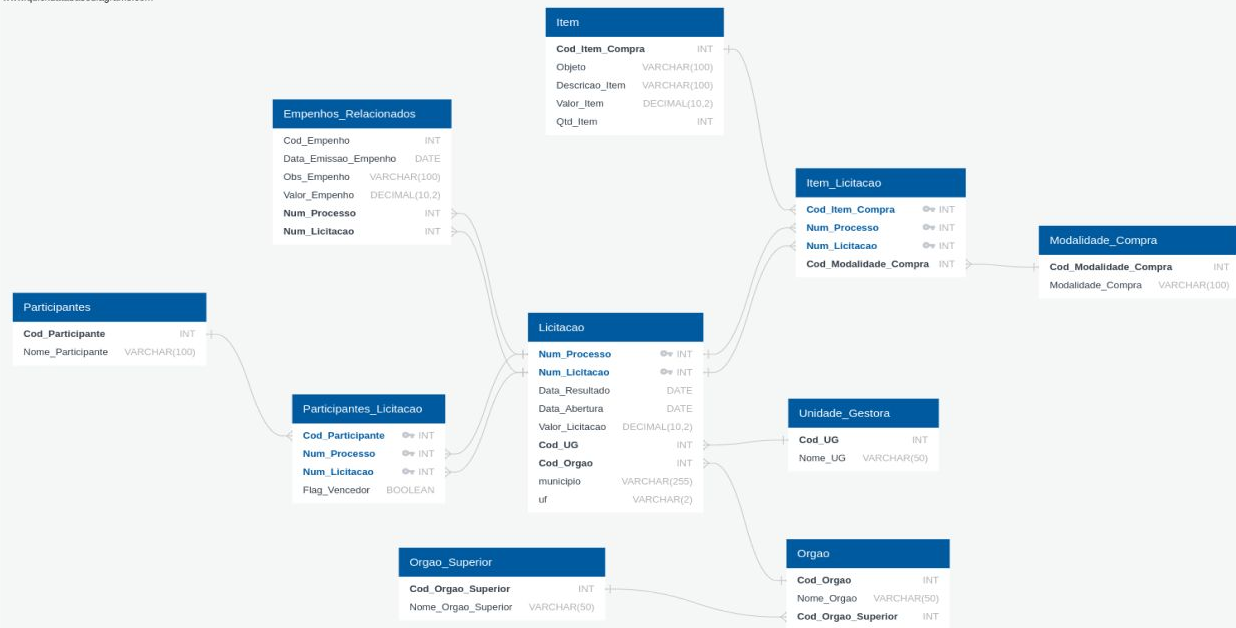 Item
Cod_Item_Compra INT
Objeto VARCHAR(100)
Descricao_Item VARCHAR(100)
Valor_Item DECIMAL(10,2)
Qtd_Item INT
Empenhos_Relacionados
Cod_Empenho INT
Data_Emissao_Empenho DATE
Obs_Empenho VARCHAR(100)
Valor_Empenho DECIMAL(10,2)
Num_Processo INT
Num_Licitacao INT
Item_Licitacao
Cod_Item_Compra INT
Num_Processo INT
Num_Licitacao INT
Cod_Modalidade_Compra INT
Modalidade_Compra
Cod_Modalidade_Compra INT
Modalidade_Compra VARCHAR(100)
Participantes
Cod_Participante INT
Nome_Participante VARCHAR(100)
Licitacao
Num_Processo INT
Num_Licitacao INT
Data_Resultado DATE
Data_Abertura DATE
Valor_Licitacao DECIMAL(10,2)
Cod_UG INT
Cod_Orgao INT
municipio VARCHAR(255)
uf VARCHAR(2)
Participantes_Licitacao
Cod_Participante INT
Num_Processo INT
Num_Licitacao INT
Flag_Vencedor BOOLEAN
Unidade_Gestora
Cod_UG INT
Nome_UG VARCHAR(50)
Orgao_Superior
Cod_Orgao_Superior INT
Nome_Orgao_Superior VARCHAR(50)
Orgao
Cod_Orgao INT
Nome_Orgao VARCHAR(50)
Cod_Orgao_Superior INT